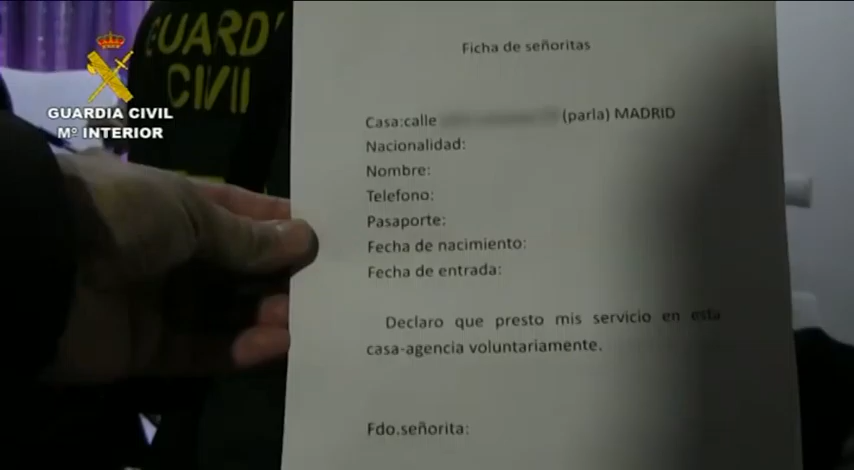 GUARD
CIVIL
GUARDIA CIVIL
Mº INTERIOR
Ficha de señoritas
Casa:calle (parla) MADRID
Nacionalidad:
Nombre:
Telefono:
Pasaporte:
Fecha de nacimiento:
Fecha de entrada:
Declaro que presto mis servicio en esta
casa-agencia voluntariamente.
Fdo.señorita: